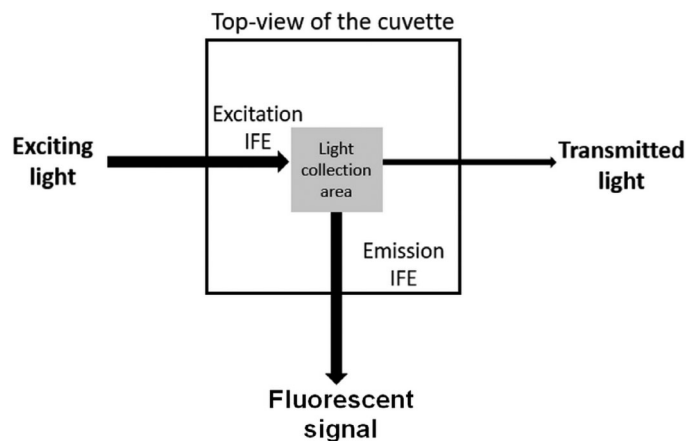 Top-view of the cuvette
Excitation
IFE
Exciting
light
Light
collection
area
Transmitted
light
Emission
IFE
Fluorescent
signal